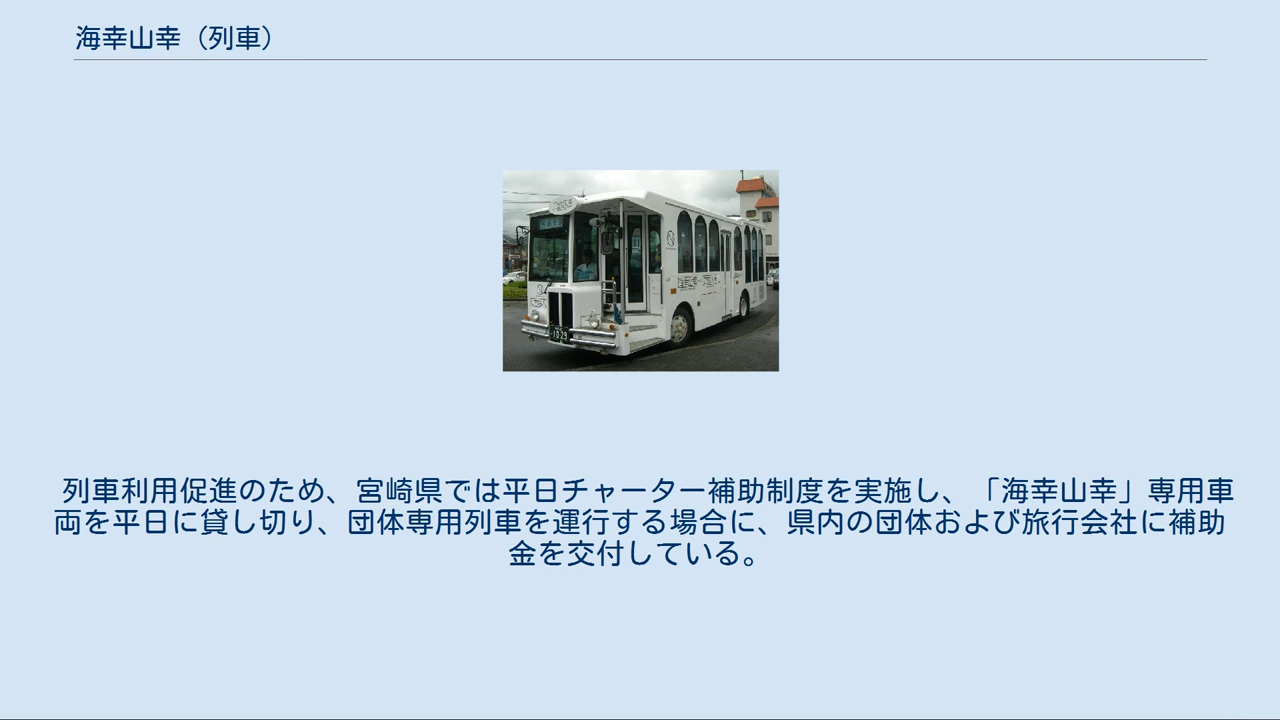 海幸山幸（列車）
10-29
列車利用促進のため、宮崎県では平日チャーター補助制度を実施し、「海幸山幸」専用車
両を平日に貸し切り、団体専用列車を運行する場合に、県内の団体および旅行会社に補助
金を交付している。